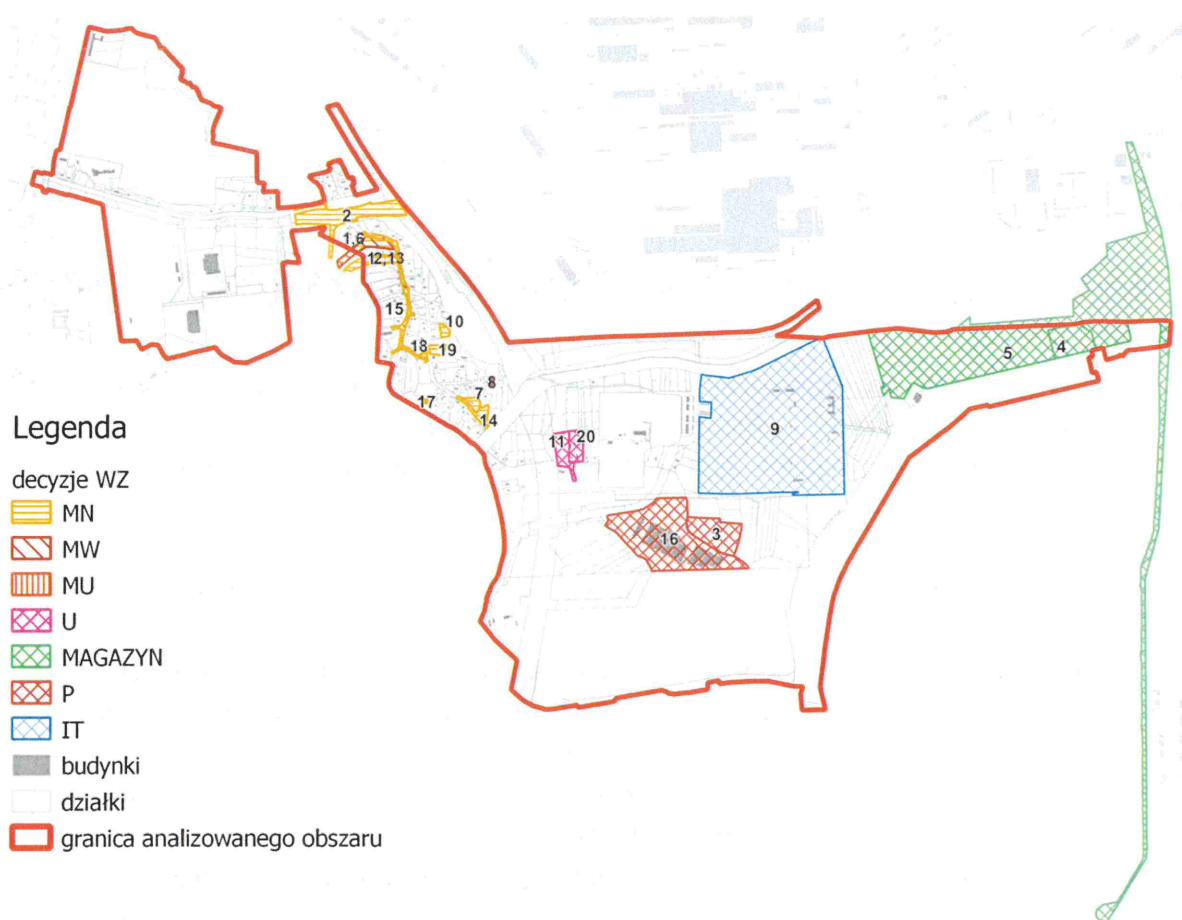 2
1,6
12,13
15
10
18
19
8
7
17
14
11
20
9
5
4
16
3
Legenda
decyzje WZ
MN
MW
MU
U
MAGAZYN
P
IT
budynki
działki
granica analizowanego obszaru